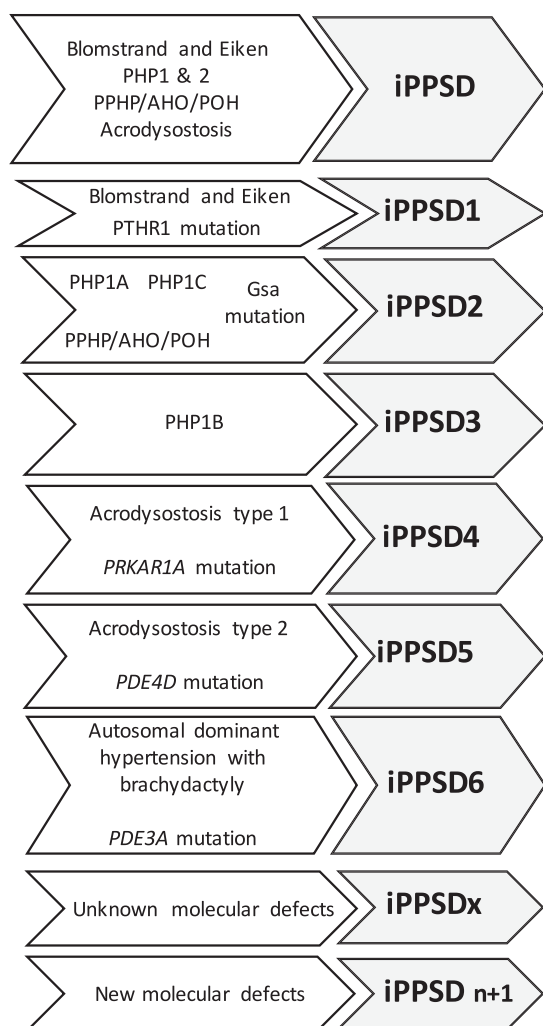 Blomstrand and Eiken
PHP1 & 2
PPHP/AHO/POH
Acrodysostosis
iPPSD
Blomstrand and Eiken
PTHR1 mutation
iPPSD1
PHP1A PHP1C
Gsa
mutation
PPHP/AHO/POH
iPPSD2
PHP1B
iPPSD3
Acrodysostosis type 1
PRKAR1A mutation
iPPSD4
Acrodysostosis type 2
PDE4D mutation
iPPSD5
Autosomal dominant
hypertension with
brachydactyly
PDE3A mutation
iPPSD6
Unknown molecular defects
iPPSDx
New molecular defects
iPPSD n+1